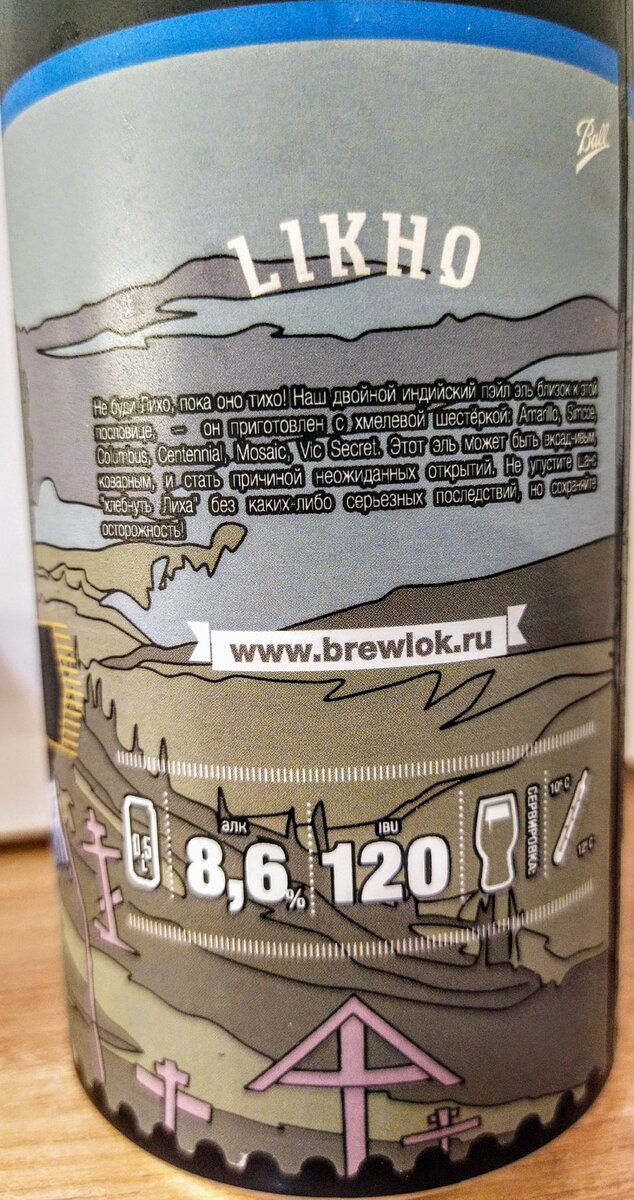 Ball
LIKHO
Не буди Лихо, пока оно тихо! Наш двойной индийский пэйл эль близок к этой
пословице, – он приготовлен с хмелевой шестёркой: Amarillo, Simcoe,
Columbus, Centennial, Mosaic, Vic Secret. Этот эль может быть вкрадчивым,
коварным, и стать причиной неожиданных открытий. Не упустите шанс
"хлебнуть Лиха" без каких-либо серьезных последствий, но сохраняйте
осторожность!
www.brewlok.ru
0,5 L
алк
8,6%
IBU
120
СЕРВИРОВКА:
10° C
12° C